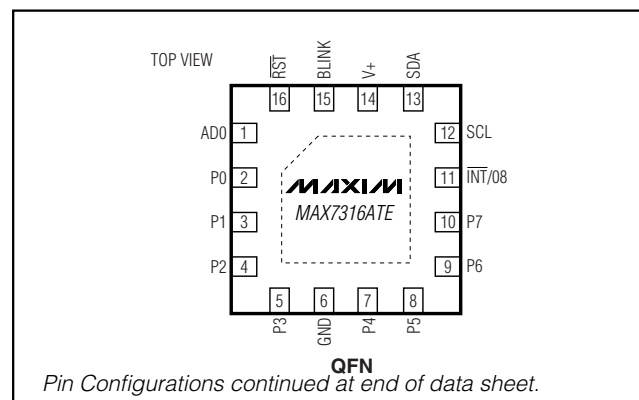 TOP VIEW
RST
BLINK
V+
SDA
16
15
14
13
AD0 1
12 SCL
P0 2
11 INT/08
MAXIM
P1 3
MAX7316ATE
10 P7
P2 4
9 P6
5
6
7
8
P3
GND
P4
P5
QFN
Pin Configurations continued at end of data sheet.